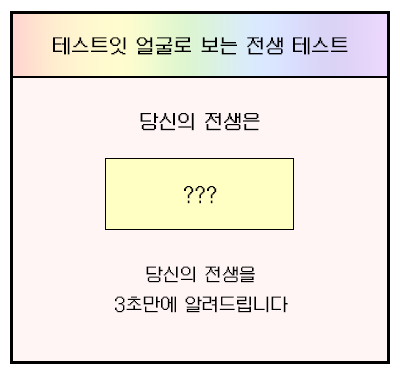 테스트잇 얼굴로 보는 전생 테스트
당신의 전생은
???
당신의 전생을
3초만에 알려드립니다